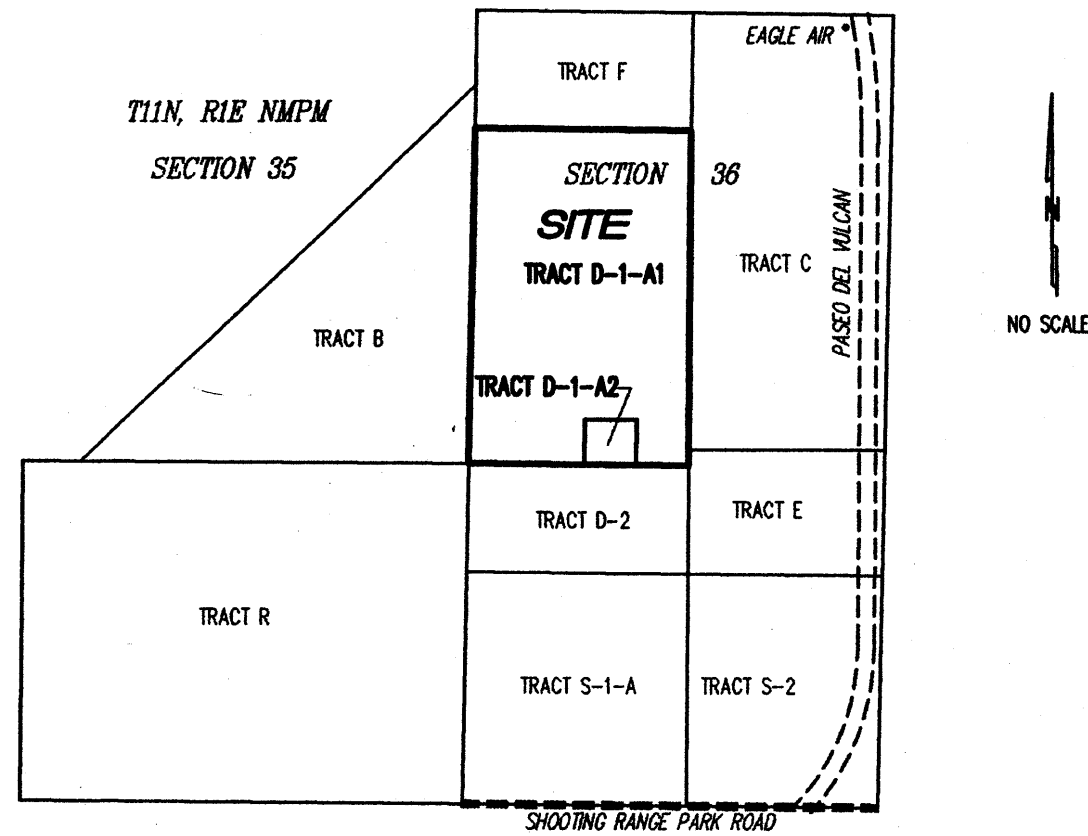 EAGLE AIR
TRACT F
T11N, R1E NMPM
SECTION 35
SECTION 36
SITE
TRACT D-1-A1
TRACT C
PASEO DEL VULCAN
N
NO SCALE
TRACT B
TRACT D-1-A2
TRACT D-2
TRACT E
TRACT R
TRACT S-1-A
TRACT S-2
SHOOTING RANGE PARK ROAD